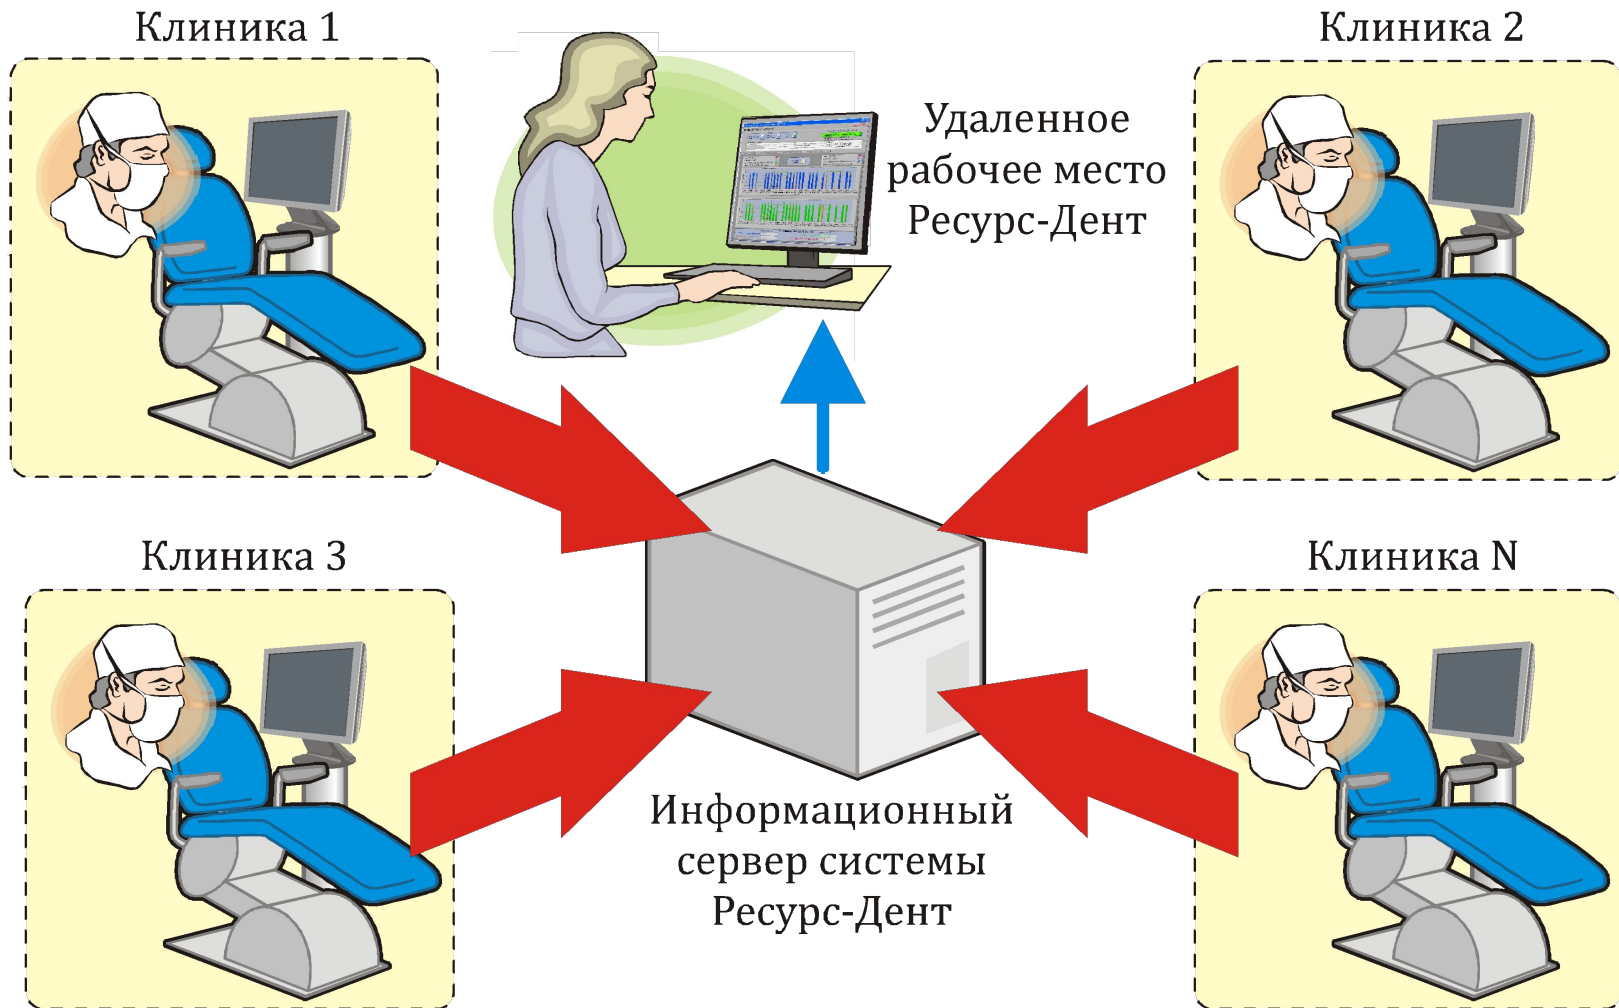 Клиника 1
Клиника 2
Удаленное
рабочее место
Ресурс-Дент
Клиника 3
Клиника N
Информационный
сервер системы
Ресурс-Дент